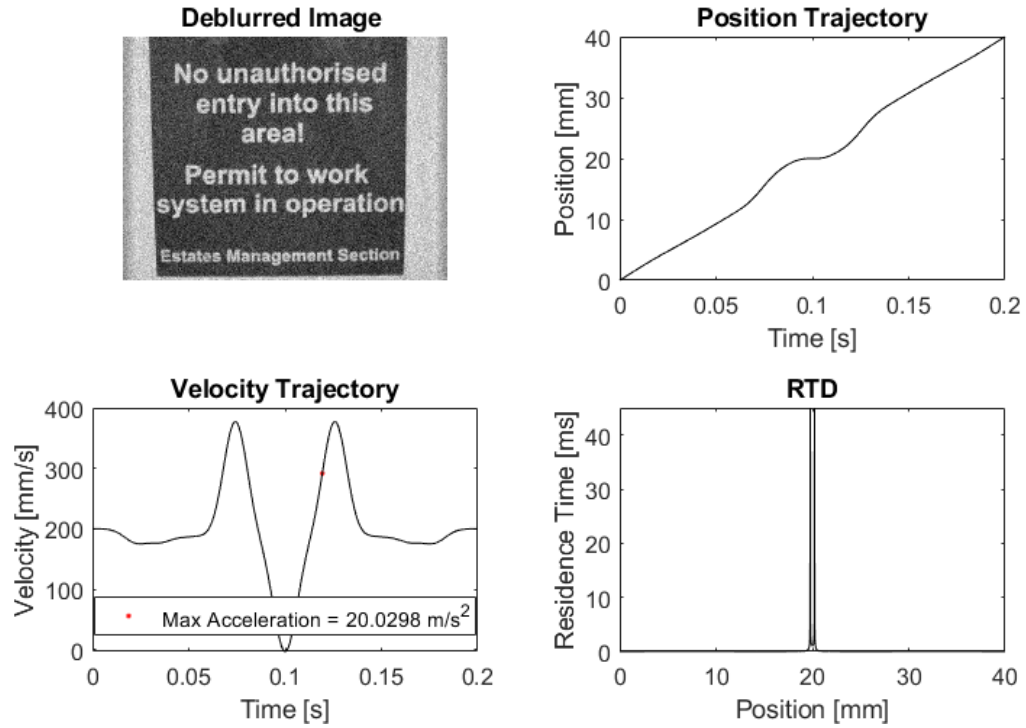 Deblurred Image
No unauthorised
entry into this
area!
Permit to work
system in operation
Estates Management Section
Position Trajectory
Position [mm]
40
30
20
10
0
0 0.05 0.1 0.15 0.2
Time [s]
Velocity Trajectory
Velocity [mm/s]
400
300
200
100
0
Max Acceleration = 20.0298 m/s²
0 0.05 0.1 0.15 0.2
Time [s]
RTD
Residence Time [ms]
40
30
20
10
0
0 10 20 30 40
Position [mm]